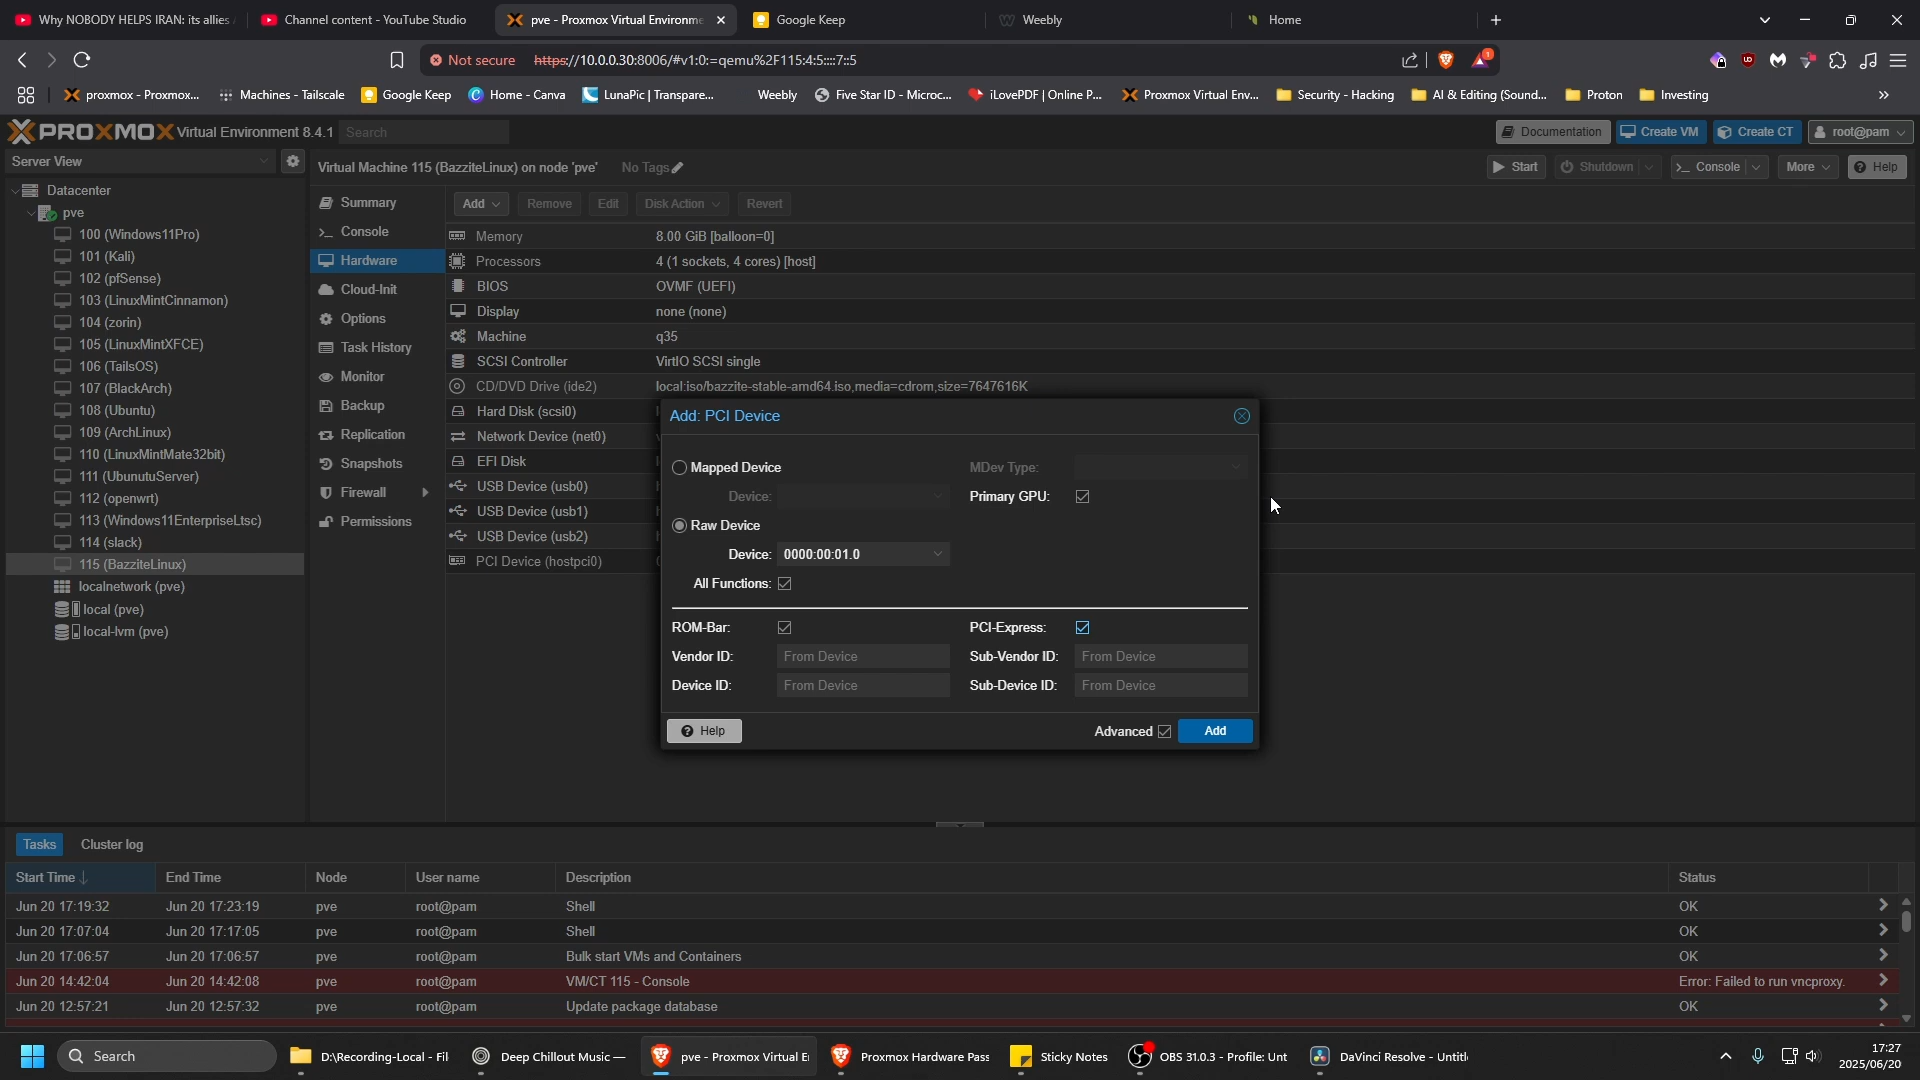 Why NOBODY HELPS IRAN: its allies
Channel content - YouTube Studio
pve - Proxmox Virtual Environme
Google Keep
Weebly
Home
Not secure https://10.0.0.30:8006/#v1:0:=qemu%2F115:4:5::::7::5
proxmox - Proxmox...
Machines - Tailscale
Google Keep
Home - Canva
LunaPic | Transpare...
Weebly
Five Star ID - Microc...
iLovePDF | Online P...
Proxmox Virtual Env...
Security - Hacking
AI & Editing (Sound...
Proton
Investing
PROXMOX Virtual Environment 8.4.1
Search
Documentation
Create VM
Create CT
root@pam
Server View
Virtual Machine 115 (BazziteLinux) on node 'pve'
No Tags
Start
Shutdown
Console
More
Help
Datacenter
pve
100 (Windows11Pro)
101 (Kali)
102 (pfSense)
103 (LinuxMintCinnamon)
104 (zorin)
105 (LinuxMintXFCE)
106 (TailsOS)
107 (BlackArch)
108 (Ubuntu)
109 (ArchLinux)
110 (LinuxMintMate32bit)
111 (UbunutuServer)
112 (openwrt)
113 (Windows11EnterpriseLtsc)
114 (slack)
115 (BazziteLinux)
localnetwork (pve)
local (pve)
local-lvm (pve)
Summary
Console
Hardware
Cloud-Init
Options
Task History
Monitor
Backup
Replication
Snapshots
Firewall
Permissions
Add
Remove
Edit
Disk Action
Revert
Memory 8.00 GiB [balloon=0]
Processors 4 (1 sockets, 4 cores) [host]
BIOS OVMF (UEFI)
Display none (none)
Machine q35
SCSI Controller VirtIO SCSI single
CD/DVD Drive (ide2) local:iso/bazzite-stable-amd64.iso,media=cdrom,size=7647616K
Hard Disk (scsi0)
Network Device (net0)
EFI Disk
USB Device (usb0)
USB Device (usb1)
USB Device (usb2)
PCI Device (hostpci0)
Add: PCI Device
Mapped Device
MDev Type:
Device:
Primary GPU:
Raw Device
Device: 0000:00:01.0
All Functions:
ROM-Bar:
PCI-Express:
Vendor ID: From Device
Sub-Vendor ID: From Device
Device ID: From Device
Sub-Device ID: From Device
Help
Advanced
Add
Tasks
Cluster log
Start Time End Time Node User name Description Status
Jun 20 17:19:32 Jun 20 17:23:19 pve root@pam Shell OK
Jun 20 17:07:04 Jun 20 17:17:05 pve root@pam Shell OK
Jun 20 17:06:57 Jun 20 17:06:57 pve root@pam Bulk start VMs and Containers OK
Jun 20 14:42:04 Jun 20 14:42:08 pve root@pam VM/CT 115 - Console Error: Failed to run vncproxy.
Jun 20 12:57:21 Jun 20 12:57:32 pve root@pam Update package database OK
Search
D:\Recording-Local - Fil
Deep Chillout Music —
pve - Proxmox Virtual E
Proxmox Hardware Pass
Sticky Notes
OBS 31.0.3 - Profile: Unt
DaVinci Resolve - Untitl
17:27
2025/06/20